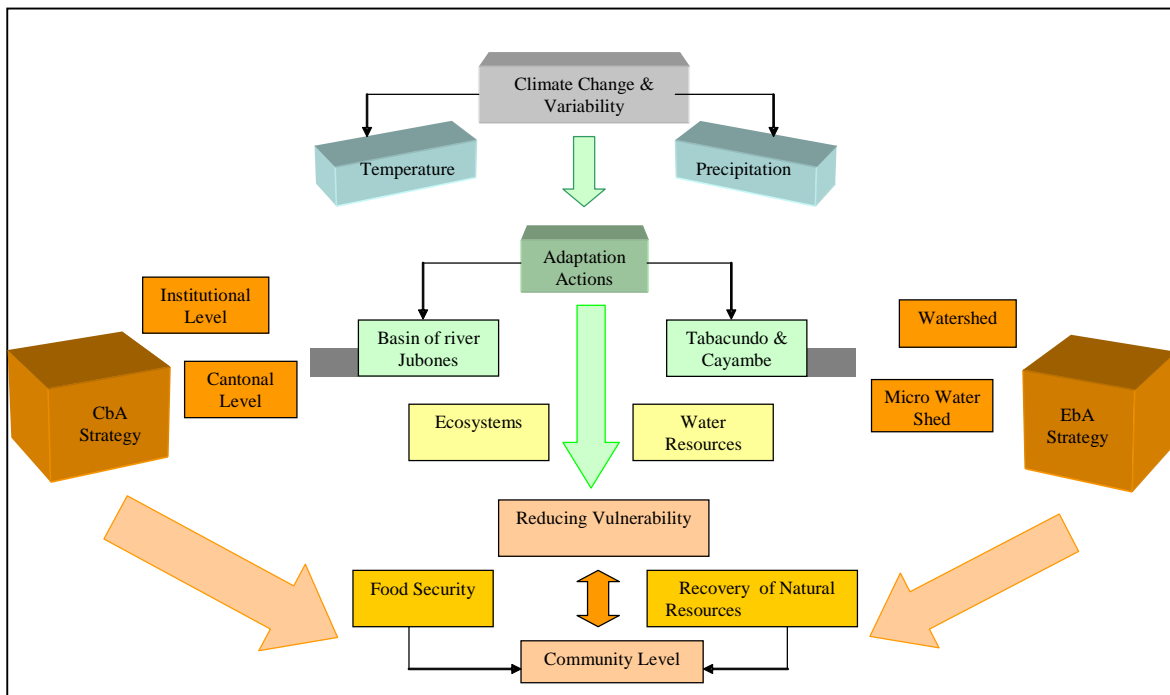 Climate Change &
Variability
Temperature
Precipitation
Adaptation
Actions
Institutional
Level
Watershed
Basin of river
Jubones
Tabacundo &
Cayambe
Cantonal
Level
Micro Water
Shed
CbA
Strategy
EbA
Strategy
Ecosystems
Water
Resources
Reducing Vulnerability
Food Security
Recovery of Natural
Resources
Community Level